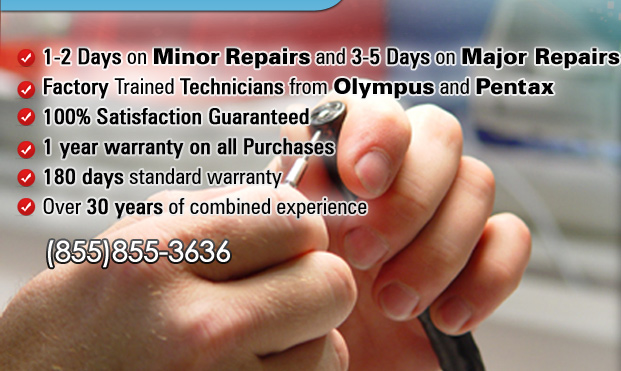 1-2 Days on Minor Repairs and 3-5 Days on Major Repairs
Factory Trained Technicians from Olympus and Pentax
100% Satisfaction Guaranteed
1 year warranty on all Purchases
180 days standard warranty
Over 30 years of combined experience
(855)855-3636